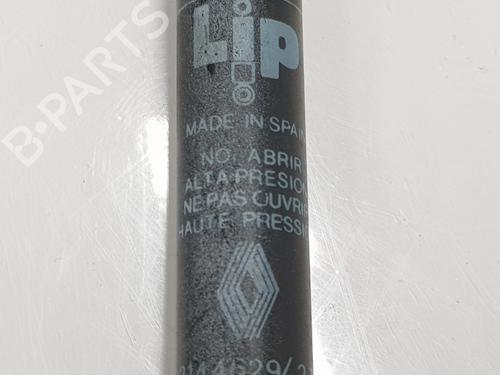 Lip
MADE IN SPAIN
NO ABRIR
ALTA PRESION
NE PAS OUVRIR
HAUTE PRESSION
B-PARTS